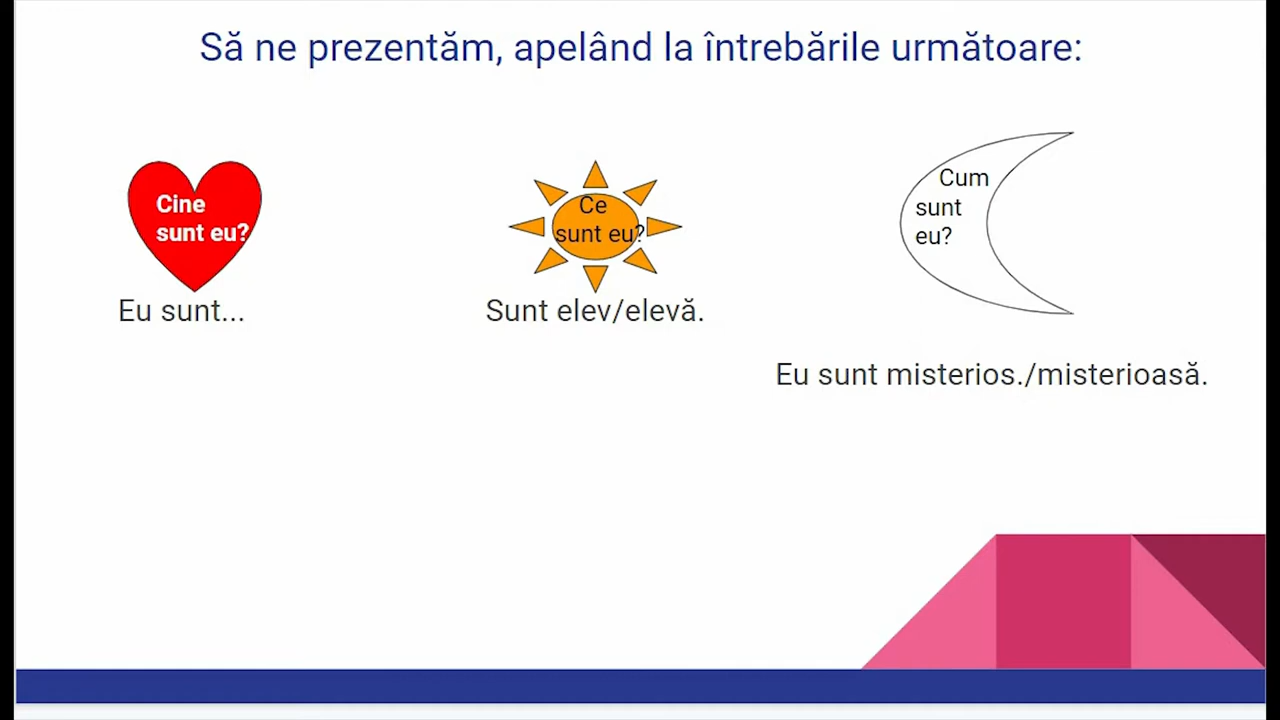 Să ne prezentăm, apelând la întrebările următoare:
Cine
sunt eu?
Eu sunt...
Ce
sunt eu?
Sunt elev/elevă.
Cum
sunt
eu?
Eu sunt misterios./misterioasă.